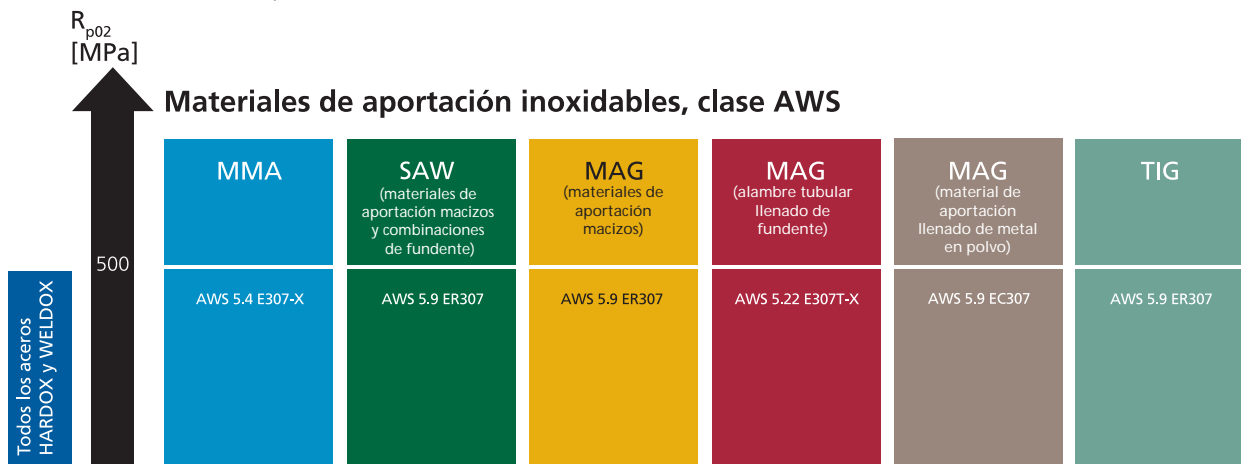 R_p02
[MPa]
Materiales de aportación inoxidables, clase AWS
MMA
SAW
(materiales de
aportación macizos
y combinaciones
de fundente)
MAG
(materiales de
aportación
macizos)
MAG
(alambre tubular
llenado de
fundente)
MAG
(material de
aportación
llenado de metal
en polvo)
TIG
500
AWS 5.4 E307-X
AWS 5.9 ER307
AWS 5.9 ER307
AWS 5.22 E307T-X
AWS 5.9 EC307
AWS 5.9 ER307
Todos los aceros
HARDOX y WELDOX